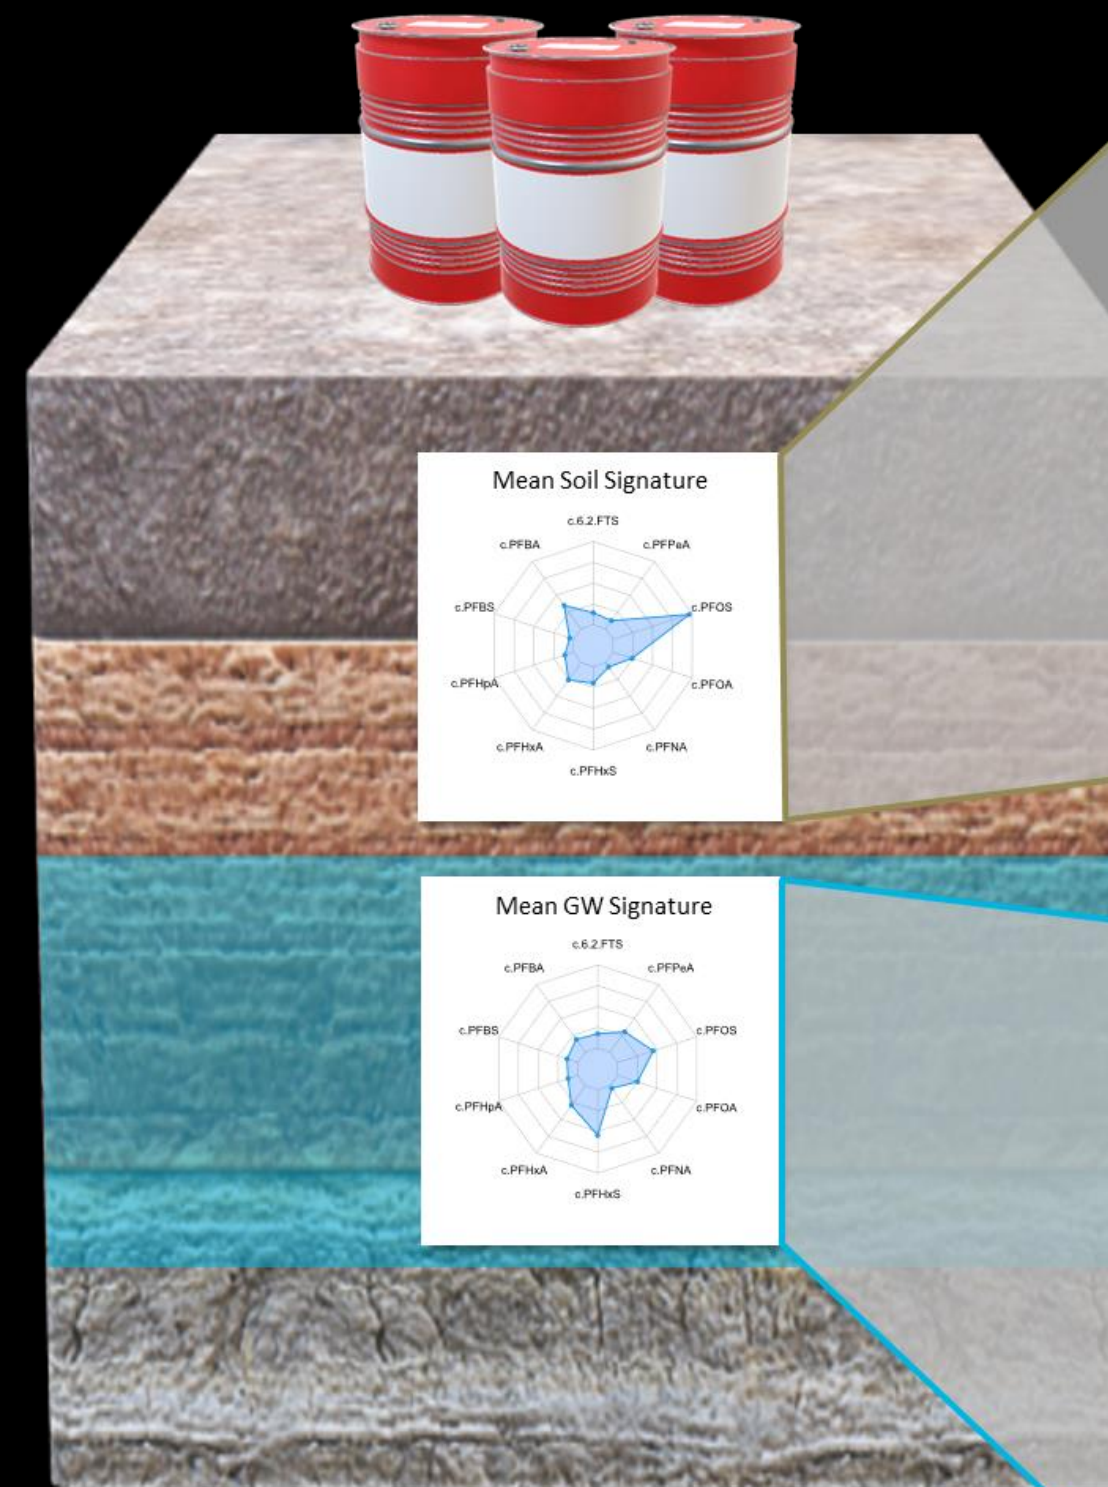 Mean Soil Signature
c.6.2.FTS
c.PFBA
c.PFPeA
c.PFBS
c.PFOS
c.PFHpA
c.PFOA
c.PFHxA
c.PFNA
c.PFHxS
Mean GW Signature
c.6.2.FTS
c.PFBA
c.PFPeA
c.PFBS
c.PFOS
c.PFHpA
c.PFOA
c.PFHxA
c.PFNA
c.PFHxS